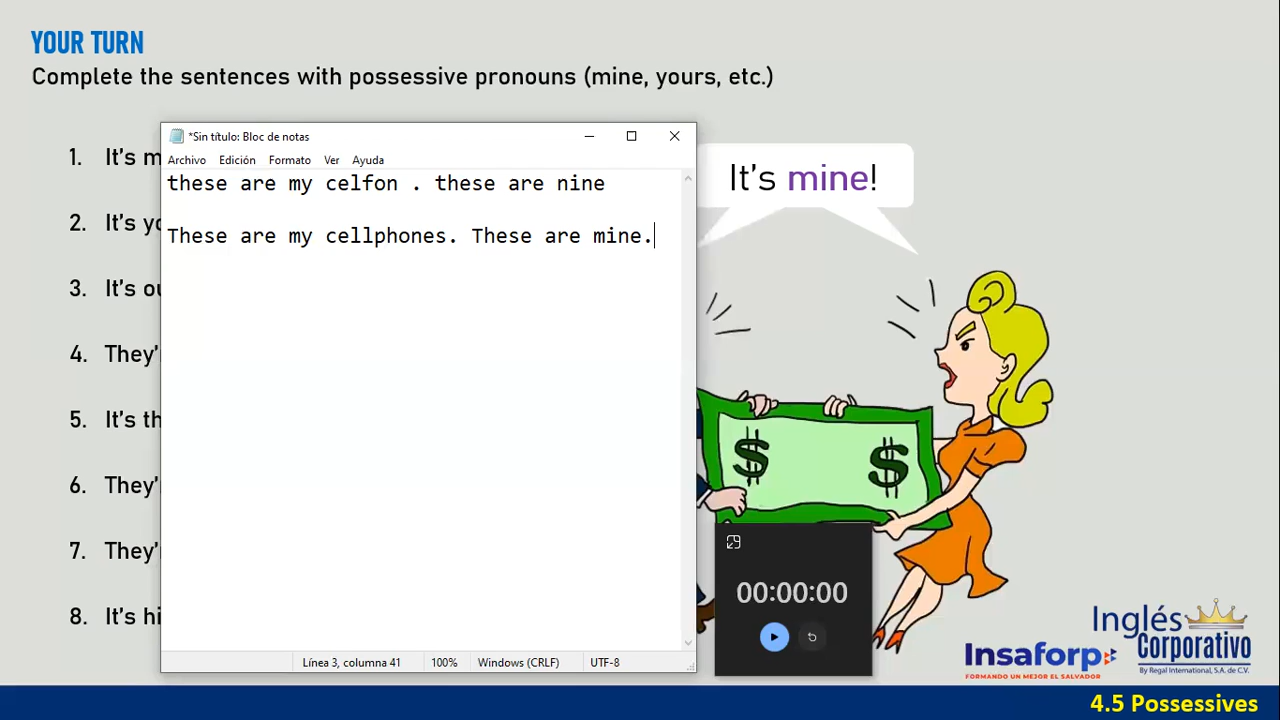 YOUR TURN
Complete the sentences with possessive pronouns (mine, yours, etc.)
*Sin título: Bloc de notas
Archivo Edición Formato Ver Ayuda
these are my celfon . these are nine
These are my cellphones. These are mine.
Línea 3, columna 41 100% Windows (CRLF) UTF-8
1. It's m
2. It's yo
3. It's ou
4. They'
5. It's th
6. They'
7. They'
8. It's hi
It's mine!
$ $
00:00:00
Insaforp
FORMANDO UN MEJOR EL SALVADOR
Inglés
Corporativo
By Regal International, S.A. de C.V.
4.5 Possessives